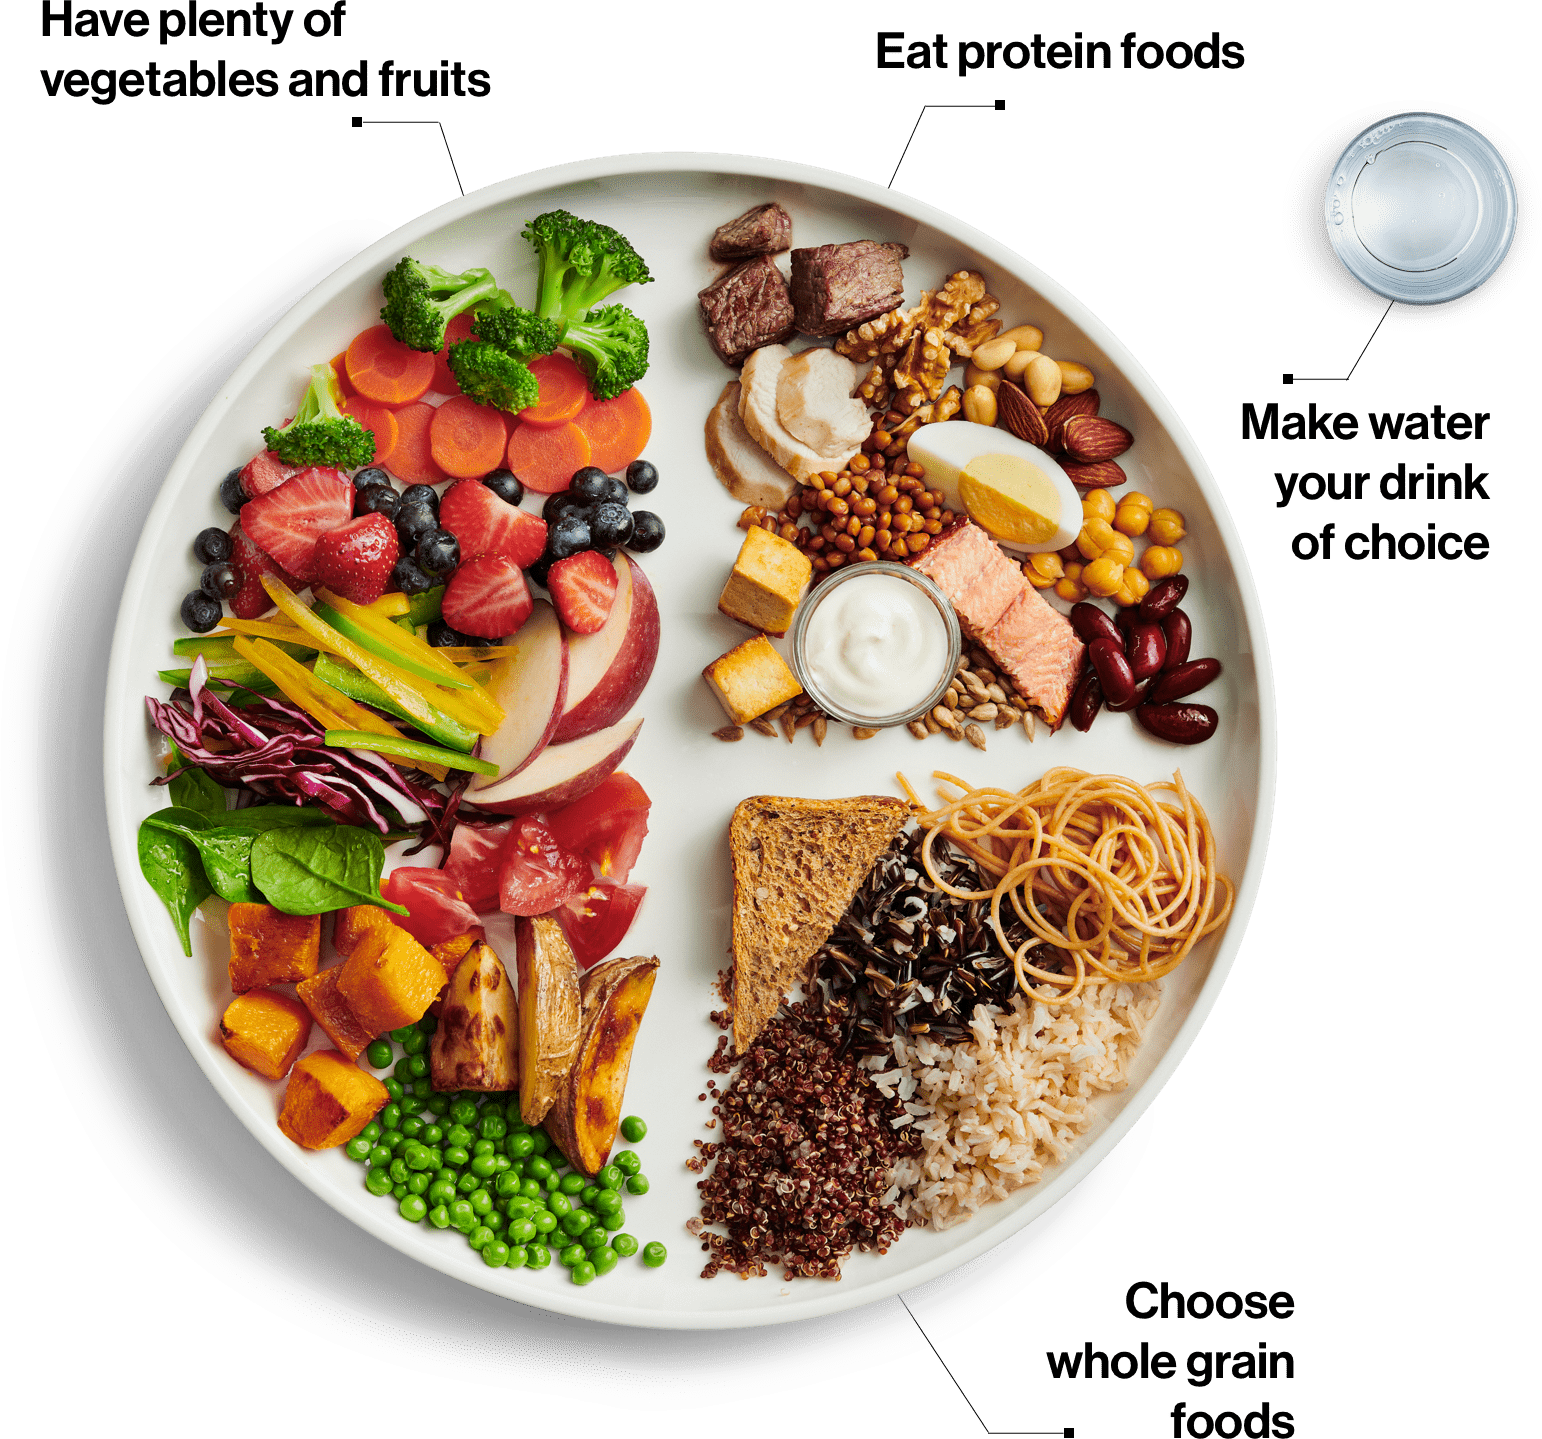 Have plenty of
vegetables and fruits
Eat protein foods
Make water
your drink
of choice
Choose
whole grain
foods